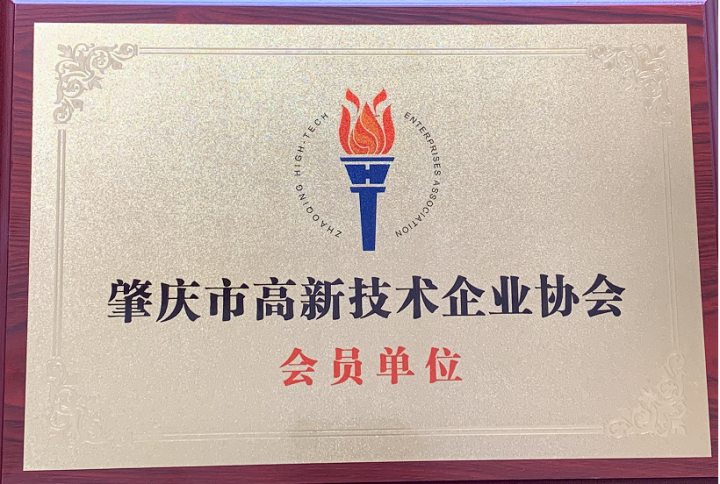 ZHAOQING HIGH-TECH ENTERPRISES ASSOCIATION
H
肇庆市高新技术企业协会
会员单位